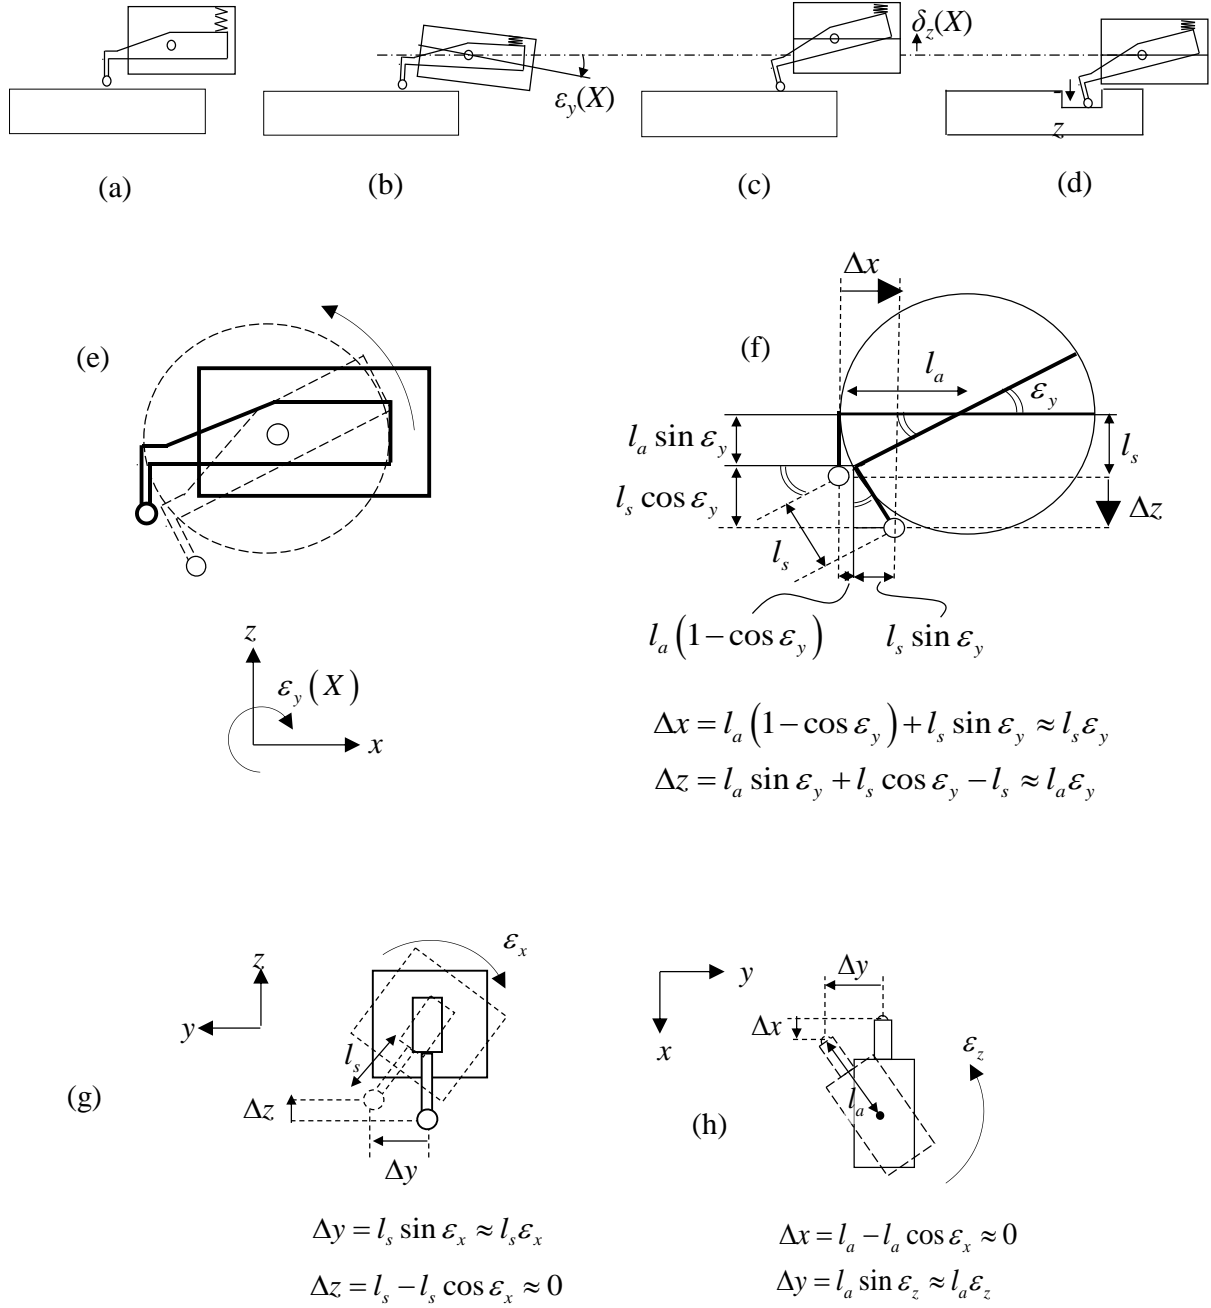 δ_z(X)
ε_y(X)
z
(a) (b) (c) (d)
Δx
(e)
(f)
l_a
ε_y
l_a sin ε_y
l_s
l_s cos ε_y
Δz
l_s
l_a (1 − cos ε_y) l_s sin ε_y
z
ε_y (X)
x
Δx = l_a (1 − cos ε_y) + l_s sin ε_y ≈ l_s ε_y
Δz = l_a sin ε_y + l_s cos ε_y − l_s ≈ l_a ε_y
ε_x
z
y
l_s
(g)
Δz
Δy
Δy = l_s sin ε_x ≈ l_s ε_x
Δz = l_s − l_s cos ε_x ≈ 0
y
Δy
Δx
x
ε_z
l_a
(h)
Δx = l_a − l_a cos ε_x ≈ 0
Δy = l_a sin ε_z ≈ l_a ε_z